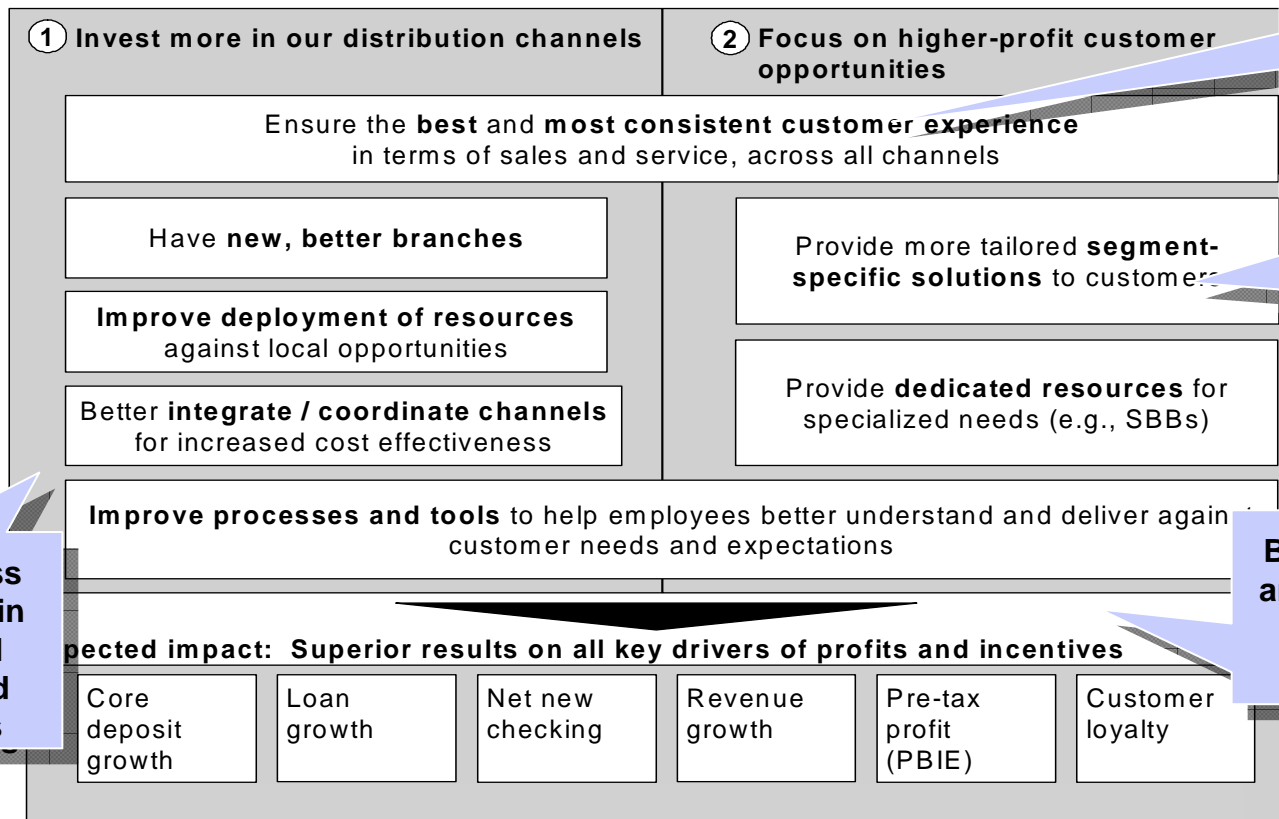 1 Invest more in our distribution channels
2 Focus on higher-profit customer
opportunities
Ensure the best and most consistent customer experience
in terms of sales and service, across all channels
Have new, better branches
Improve deployment of resources
against local opportunities
Better integrate / coordinate channels
for increased cost effectiveness
Provide more tailored segment-
specific solutions to customers
Provide dedicated resources for
specialized needs (e.g., SBBs)
Improve processes and tools to help employees better understand and deliver
customer needs and expectations
in
impact: Superior results on all key drivers of profits and incentives
Core
deposit
growth
Loan
growth
Net new
checking
Revenue
growth
Pre-tax
profit
(PBIE)
Customer
loyalty